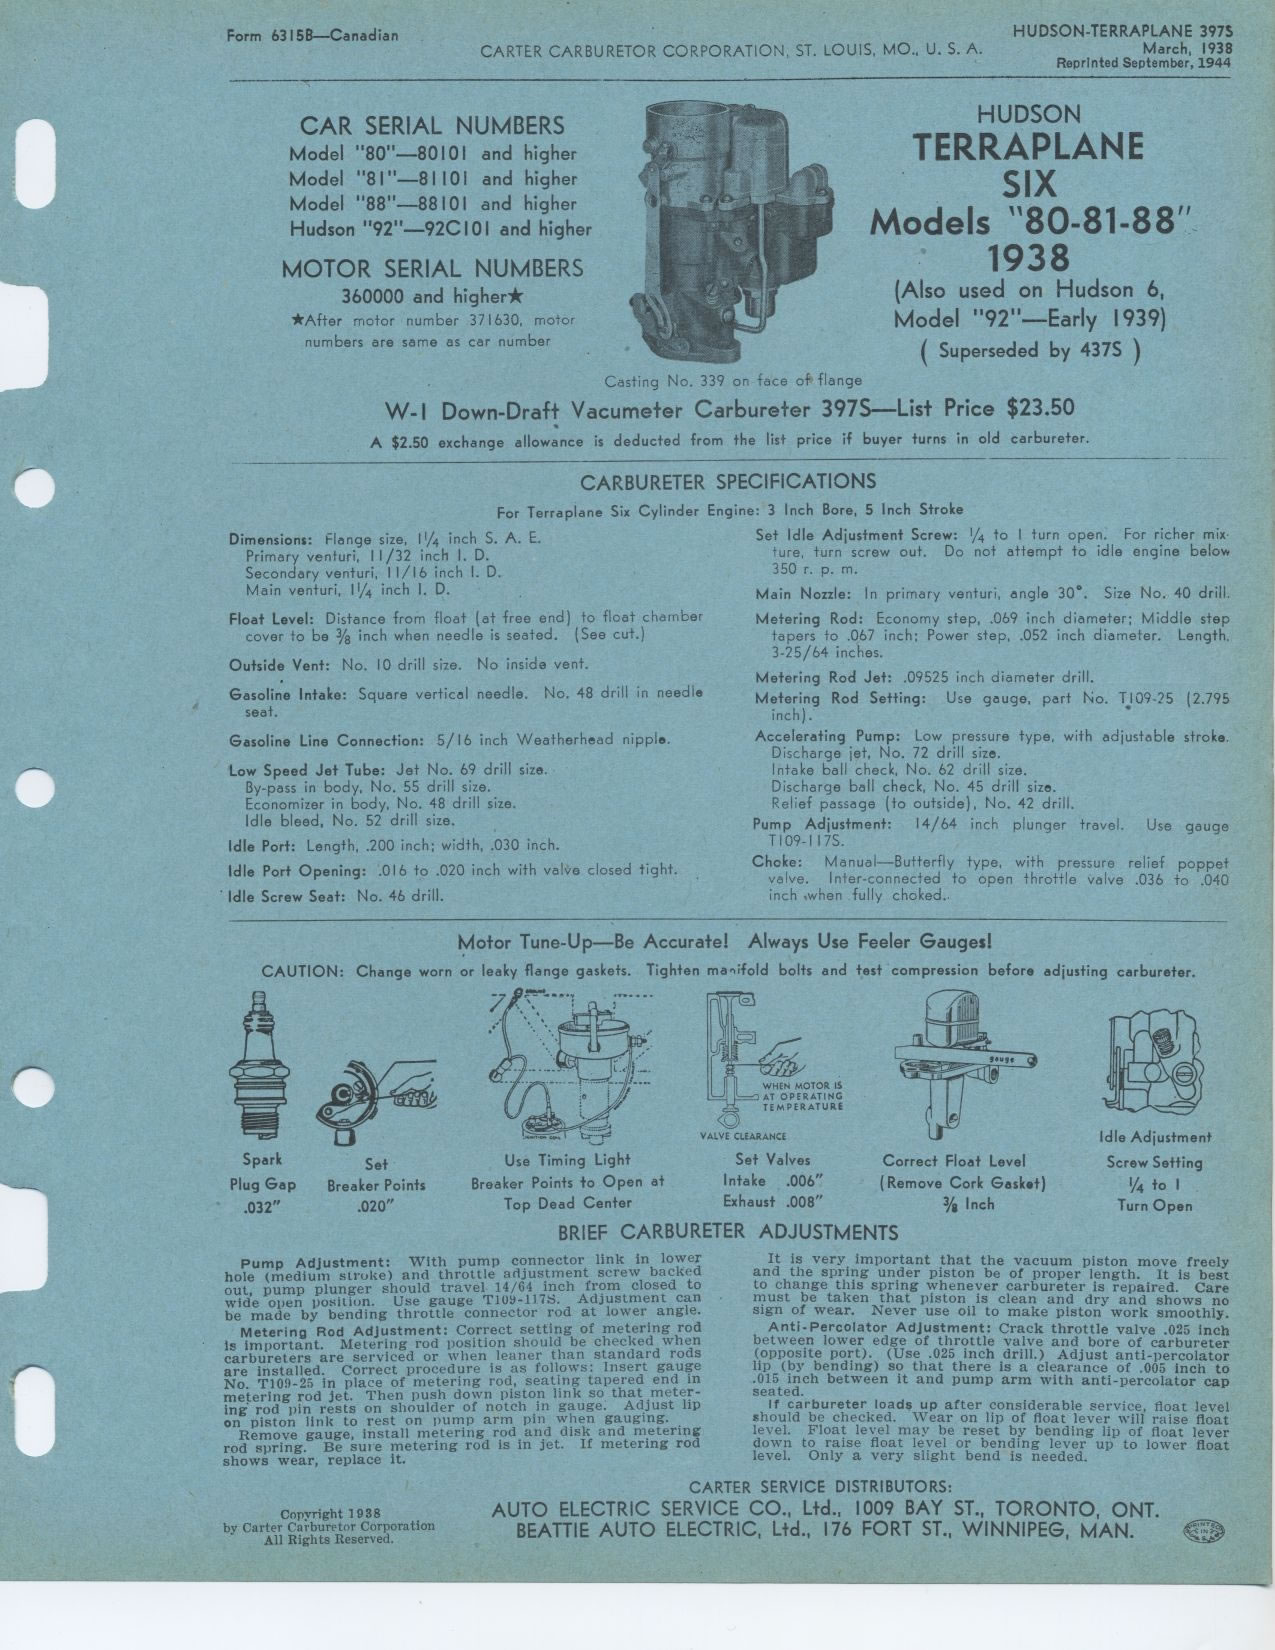 Form 6315B—Canadian
CARTER CARBURETOR CORPORATION, ST. LOUIS, MO., U. S. A.
HUDSON-TERRAPLANE 397S
March, 1938
Reprinted September, 1944
CAR SERIAL NUMBERS
Model "80"—80101 and higher
Model "81"—81101 and higher
Model "88"—88101 and higher
Hudson "92"—92C101 and higher
MOTOR SERIAL NUMBERS
360000 and higher★
★After motor number 371630, motor
numbers are same as car number
HUDSON
TERRAPLANE
SIX
Models "80-81-88"
1938
(Also used on Hudson 6,
Model "92"—Early 1939)
( Superseded by 437S )
Casting No. 339 on face of flange
W-1 Down-Draft Vacumeter Carbureter 397S—List Price $23.50
A $2.50 exchange allowance is deducted from the list price if buyer turns in old carbureter.
CARBURETER SPECIFICATIONS
For Terraplane Six Cylinder Engine: 3 Inch Bore, 5 Inch Stroke
Dimensions: Flange size, 1¼ inch S. A. E.
Primary venturi, 11/32 inch I. D.
Secondary venturi, 11/16 inch I. D.
Main venturi, 1¼ inch I. D.
Float Level: Distance from float (at free end) to float chamber
cover to be ⅜ inch when needle is seated. (See cut.)
Outside Vent: No. 10 drill size. No inside vent.
Gasoline Intake: Square vertical needle. No. 48 drill in needle
seat.
Gasoline Line Connection: 5/16 inch Weatherhead nipple.
Low Speed Jet Tube: Jet No. 69 drill size.
By-pass in body, No. 55 drill size.
Economizer in body, No. 48 drill size.
Idle bleed, No. 52 drill size.
Idle Port: Length, .200 inch; width, .030 inch.
Idle Port Opening: .016 to .020 inch with valve closed tight.
Idle Screw Seat: No. 46 drill.
Set Idle Adjustment Screw: ¼ to 1 turn open. For richer mix-
ture, turn screw out. Do not attempt to idle engine below
350 r. p. m.
Main Nozzle: In primary venturi, angle 30°. Size No. 40 drill.
Metering Rod: Economy step, .069 inch diameter; Middle step
tapers to .067 inch; Power step, .052 inch diameter. Length,
3-25/64 inches.
Metering Rod Jet: .09525 inch diameter drill.
Metering Rod Setting: Use gauge, part No. T109-25 (2.795
inch).
Accelerating Pump: Low pressure type, with adjustable stroke.
Discharge jet, No. 72 drill size.
Intake ball check, No. 62 drill size.
Discharge ball check, No. 45 drill size.
Relief passage (to outside), No. 42 drill.
Pump Adjustment: 14/64 inch plunger travel. Use gauge
T109-117S.
Choke: Manual—Butterfly type, with pressure relief poppet
valve. Inter-connected to open throttle valve .036 to .040
inch when fully choked.
Motor Tune-Up—Be Accurate! Always Use Feeler Gauges!
CAUTION: Change worn or leaky flange gaskets. Tighten manifold bolts and test compression before adjusting carbureter.
gauge
WHEN MOTOR IS
AT OPERATING
TEMPERATURE
VALVE CLEARANCE
Spark
Plug Gap
.032"
Set
Breaker Points
.020"
Use Timing Light
Breaker Points to Open at
Top Dead Center
Set Valves
Intake .006"
Exhaust .008"
Correct Float Level
(Remove Cork Gasket)
⅜ Inch
Idle Adjustment
Screw Setting
¼ to 1
Turn Open
BRIEF CARBURETER ADJUSTMENTS
Pump Adjustment: With pump connector link in lower
hole (medium stroke) and throttle adjustment screw backed
out, pump plunger should travel 14/64 inch from closed to
wide open position. Use gauge T109-117S. Adjustment can
be made by bending throttle connector rod at lower angle.
Metering Rod Adjustment: Correct setting of metering rod
is important. Metering rod position should be checked when
carbureters are serviced or when leaner than standard rods
are installed. Correct procedure is as follows: Insert gauge
No. T109-25 in place of metering rod, seating tapered end in
metering rod jet. Then push down piston link so that meter-
ing rod pin rests on shoulder of notch in gauge. Adjust lip
on piston link to rest on pump arm pin when gauging.
Remove gauge, install metering rod and disk and metering
rod spring. Be sure metering rod is in jet. If metering rod
shows wear, replace it.
It is very important that the vacuum piston move freely
and the spring under piston be of proper length. It is best
to change this spring whenever carbureter is repaired. Care
must be taken that piston is clean and dry and shows no
sign of wear. Never use oil to make piston work smoothly.
Anti-Percolator Adjustment: Crack throttle valve .025 inch
between lower edge of throttle valve and bore of carbureter
(opposite port). (Use .025 inch drill.) Adjust anti-percolator
lip (by bending) so that there is a clearance of .005 inch to
.015 inch between it and pump arm with anti-percolator cap
seated.
If carbureter loads up after considerable service, float level
should be checked. Wear on lip of float lever will raise float
level. Float level may be reset by bending lip of float lever
down to raise float level or bending lever up to lower float
level. Only a very slight bend is needed.
CARTER SERVICE DISTRIBUTORS:
AUTO ELECTRIC SERVICE CO., Ltd., 1009 BAY ST., TORONTO, ONT.
BEATTIE AUTO ELECTRIC, Ltd., 176 FORT ST., WINNIPEG, MAN.
Copyright 1938
by Carter Carburetor Corporation
All Rights Reserved.